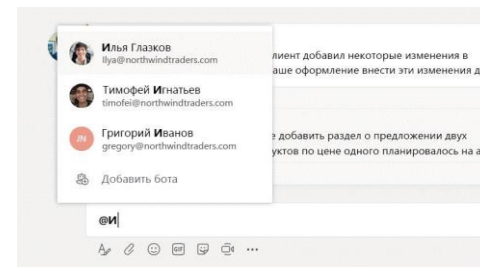 Илья Глазков
Ilya@northwindtraders.com
лиент добавил некоторые изменения в
аше оформление внести эти изменения д
Тимофей Игнатьев
timofei@northwindtraders.com
JN
Григорий Иванов
gregory@northwindtraders.com
е добавить раздел о предложении двух
уктов по цене одного планировалось на а
Добавить бота
@И
GIF